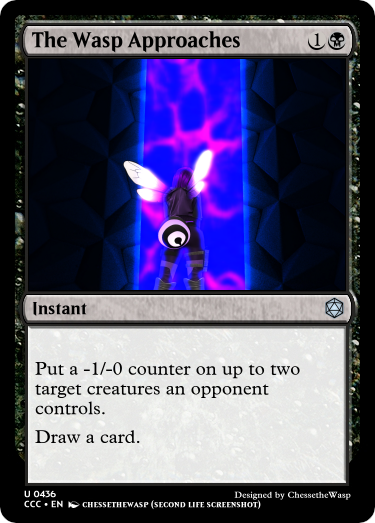 The Wasp Approaches 1
Instant
Put a -1/-0 counter on up to two
target creatures an opponent
controls.
Draw a card.
U 0436
CCC • EN CHESSETHEWASP (SECOND LIFE SCREENSHOT)
Designed by ChessetheWasp